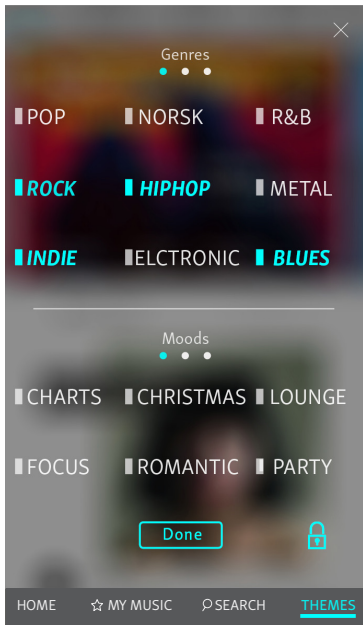 Genres
POP NORSK R&B
ROCK HIPHOP METAL
INDIE ELCTRONIC BLUES
Moods
CHARTS CHRISTMAS LOUNGE
FOCUS ROMANTIC PARTY
Done
HOME MY MUSIC SEARCH THEMES